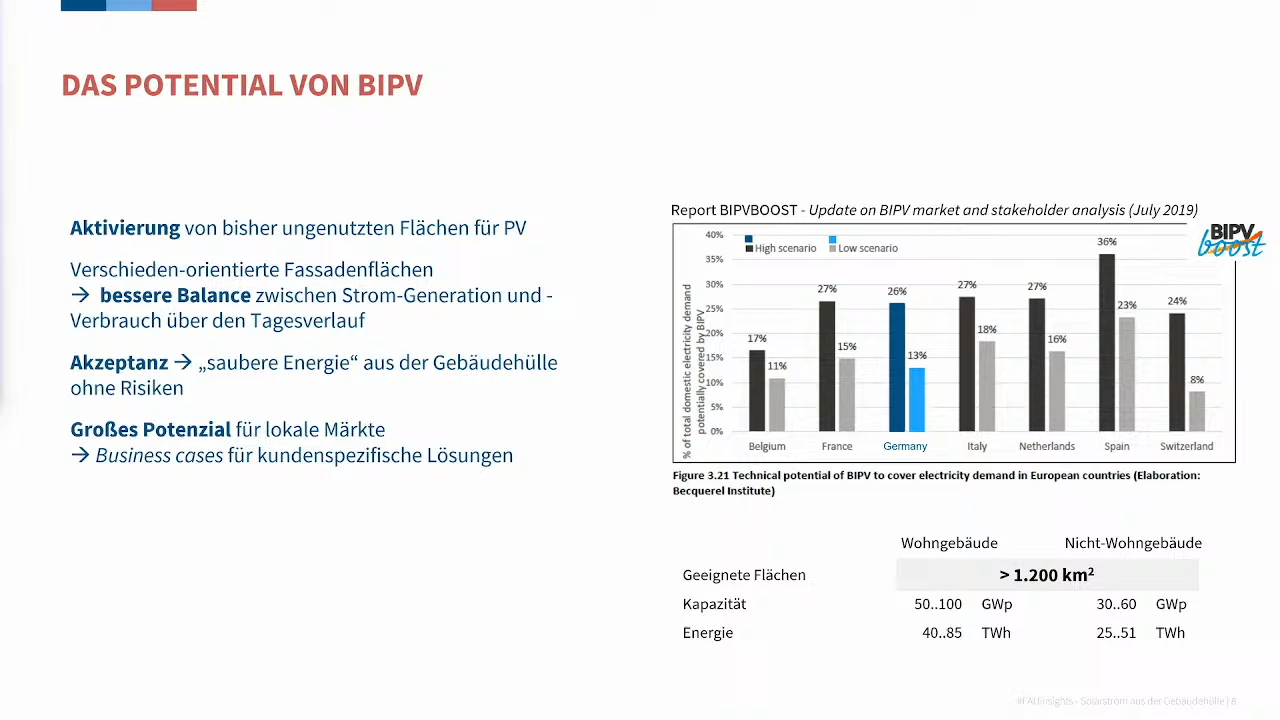 DAS POTENTIAL VON BIPV
Aktivierung von bisher ungenutzten Flächen für PV
Verschieden-orientierte Fassadenflächen
→ bessere Balance zwischen Strom-Generation und -
Verbrauch über den Tagesverlauf
Akzeptanz → „saubere Energie“ aus der Gebäudehülle
ohne Risiken
Großes Potenzial für lokale Märkte
→ Business cases für kundenspezifische Lösungen
Report BIPVBOOST - Update on BIPV market and stakeholder analysis (July 2019)
BIPV
boost
% of total domestic electricity demand
potentially covered by BIPV
40%
35%
30%
25%
20%
15%
10%
5%
0%
High scenario
Low scenario
17%
11%
27%
15%
26%
13%
27%
18%
27%
16%
36%
23%
24%
8%
Belgium
France
Germany
Italy
Netherlands
Spain
Switzerland
Figure 3.21 Technical potential of BIPV to cover electricity demand in European countries (Elaboration:
Becquerel Institute)
Wohngebäude Nicht-Wohngebäude
Geeignete Flächen > 1.200 km²
Kapazität 50..100 GWp 30..60 GWp
Energie 40..85 TWh 25..51 TWh
#FAUInsights - Solarstrom aus der Gebäudehülle | 8